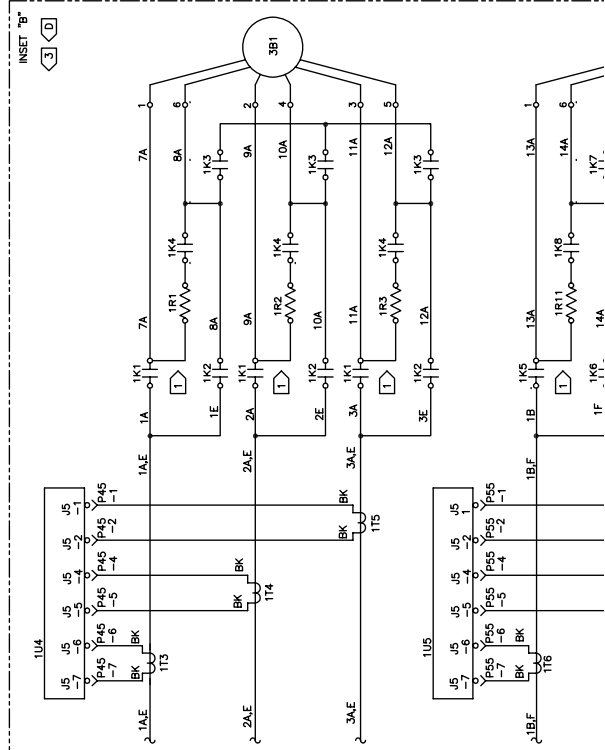 INSET "B"
3
D
3B1
1
6
2
4
3
5
1
6
7A
8A
9A
10A
11A
12A
13A
14A
1K3
1K3
1K3
1K7
1K4
1K4
1K4
1K8
1R1
1R2
1R3
1R11
7A
8A
9A
10A
11A
12A
13A
14A
1K1
1K2
1K1
1K2
1K1
1K2
1K5
1K6
1
1
1
1
1A
1E
2A
2E
3A
3E
1B
1F
1A,E
2A,E
3A,E
1B,F
1U4
J5 -1
P45 -1
J5 -2
P45 -2
J5 -4
P45 -4
J5 -5
P45 -5
J5 -6
P45 -6
J5 -7
P45 -7
BK
BK
1T5
BK
BK
1T4
BK
BK
1T3
1U5
J5 1
P55 -1
J5 -2
P55 -2
J5 -4
P55 -4
J5 -5
P55 -5
J5 -6
P55 -6
J5 -7
P55 -7
BK
BK
1T6
1A,E
2A,E
3A,E
1B,F